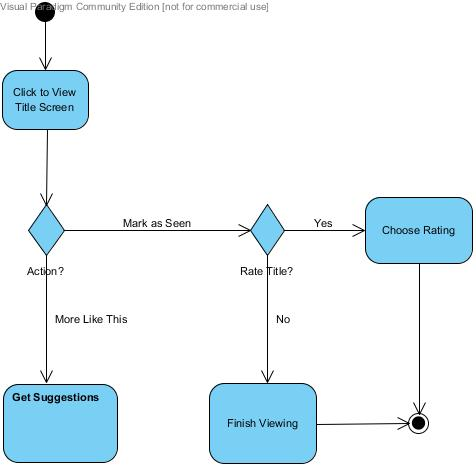 Visual Paradigm Community Edition [not for commercial use]
Click to View
Title Screen
Mark as Seen
Yes
Choose Rating
Action?
Rate Title?
More Like This
No
Get Suggestions
Finish Viewing